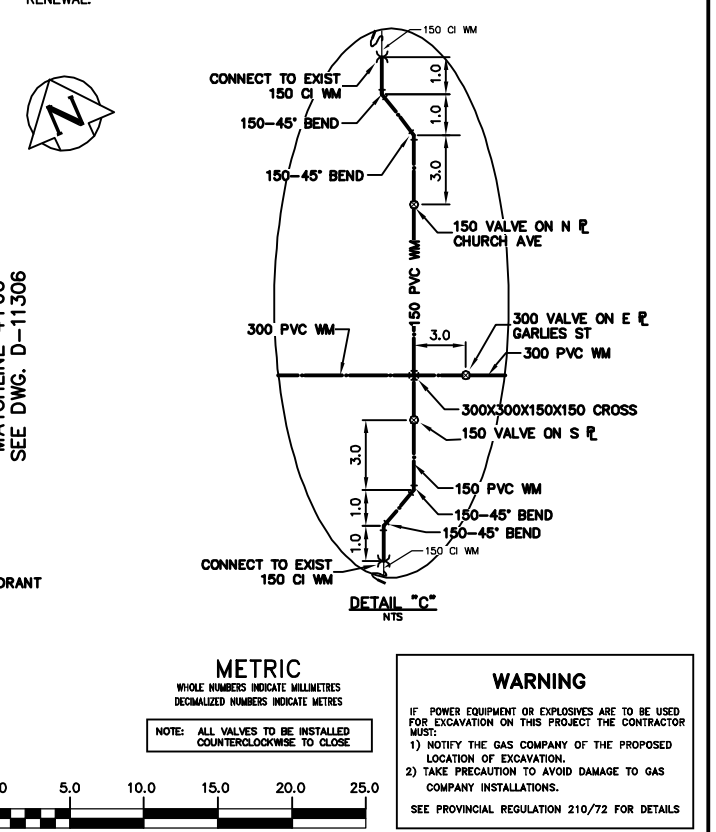 RENEWAL.
150 CI WM
CONNECT TO EXIST
150 CI WM
1.0
150-45° BEND
1.0
150-45° BEND
3.0
N
150 VALVE ON N ⅊
CHURCH AVE
150 PVC WM
SEE DWG. D-11306
300 PVC WM
3.0
300 VALVE ON E ⅊
GARLIES ST
300 PVC WM
300X300X150X150 CROSS
150 VALVE ON S ⅊
3.0
150 PVC WM
1.0
150-45° BEND
150-45° BEND
1.0
150 CI WM
CONNECT TO EXIST
150 CI WM
DRANT
DETAIL "C"
NTS
METRIC
WHOLE NUMBERS INDICATE MILLIMETRES
DECIMALIZED NUMBERS INDICATE METRES
NOTE: ALL VALVES TO BE INSTALLED
COUNTERCLOCKWISE TO CLOSE
WARNING
IF POWER EQUIPMENT OR EXPLOSIVES ARE TO BE USED
FOR EXCAVATION ON THIS PROJECT THE CONTRACTOR
MUST:
1) NOTIFY THE GAS COMPANY OF THE PROPOSED
LOCATION OF EXCAVATION.
2) TAKE PRECAUTION TO AVOID DAMAGE TO GAS
COMPANY INSTALLATIONS.
SEE PROVINCIAL REGULATION 210/72 FOR DETAILS
0 5.0 10.0 15.0 20.0 25.0